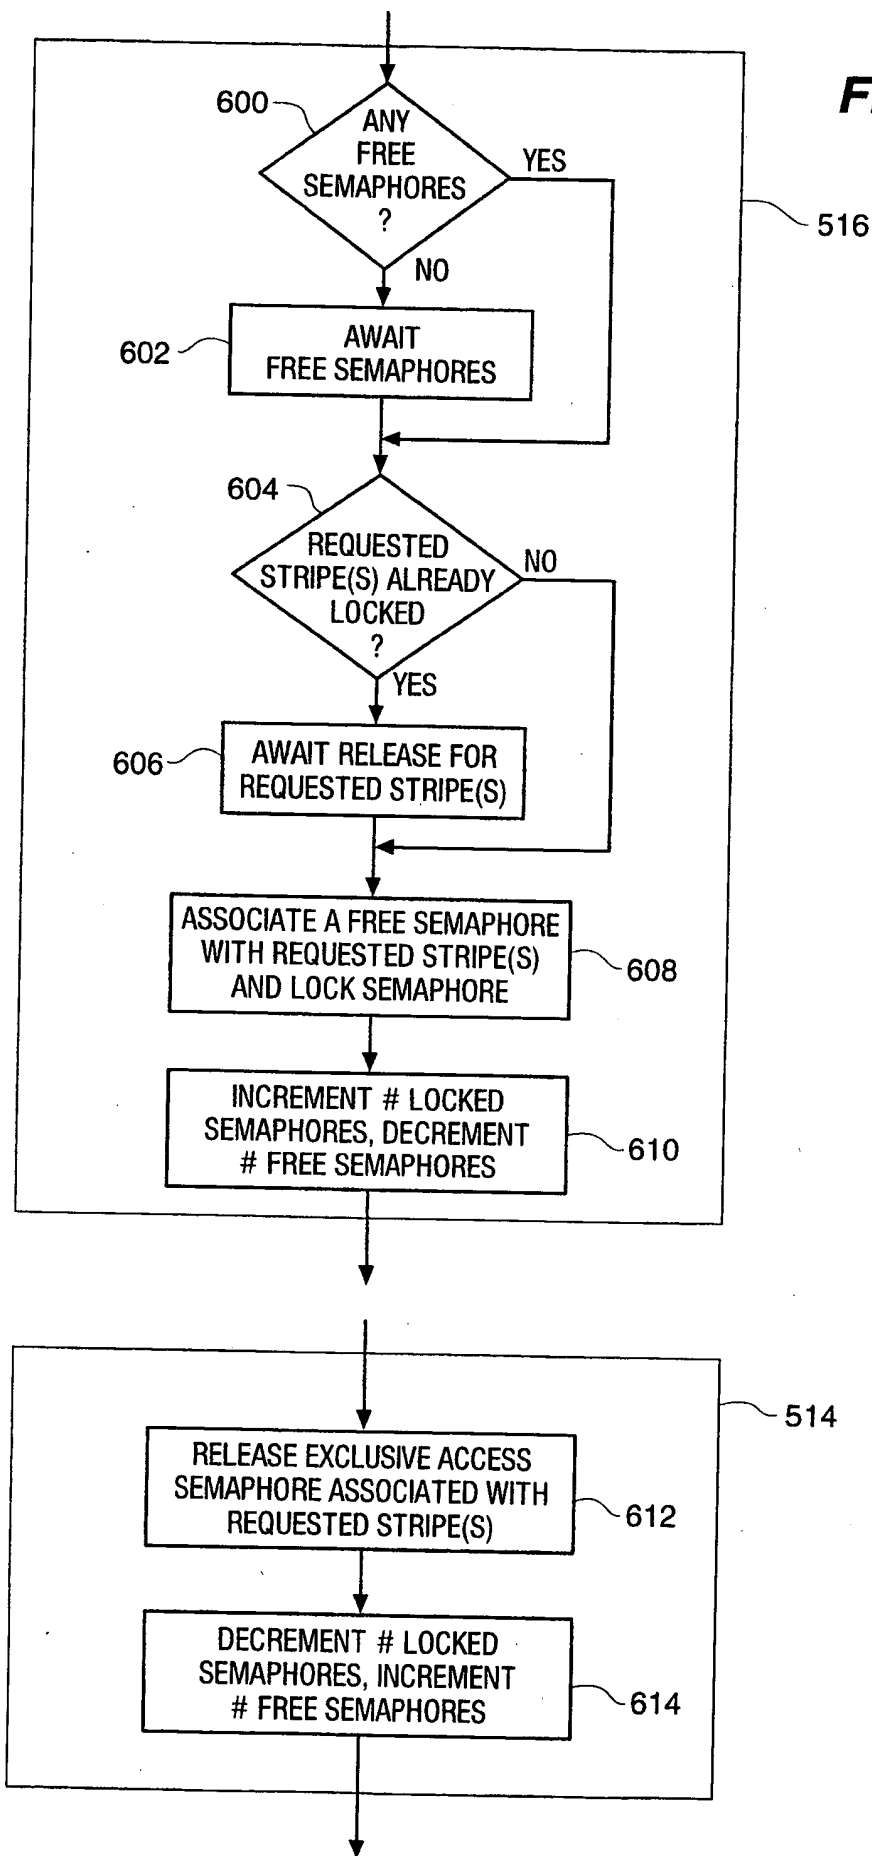 600
ANY
FREE
SEMAPHORES
?
YES
516
NO
602
AWAIT
FREE SEMAPHORES
604
REQUESTED
STRIPE(S) ALREADY
LOCKED
?
NO
YES
606
AWAIT RELEASE FOR
REQUESTED STRIPE(S)
ASSOCIATE A FREE SEMAPHORE
WITH REQUESTED STRIPE(S)
AND LOCK SEMAPHORE
608
INCREMENT # LOCKED
SEMAPHORES, DECREMENT
# FREE SEMAPHORES
610
514
RELEASE EXCLUSIVE ACCESS
SEMAPHORE ASSOCIATED WITH
REQUESTED STRIPE(S)
612
DECREMENT # LOCKED
SEMAPHORES, INCREMENT
# FREE SEMAPHORES
614